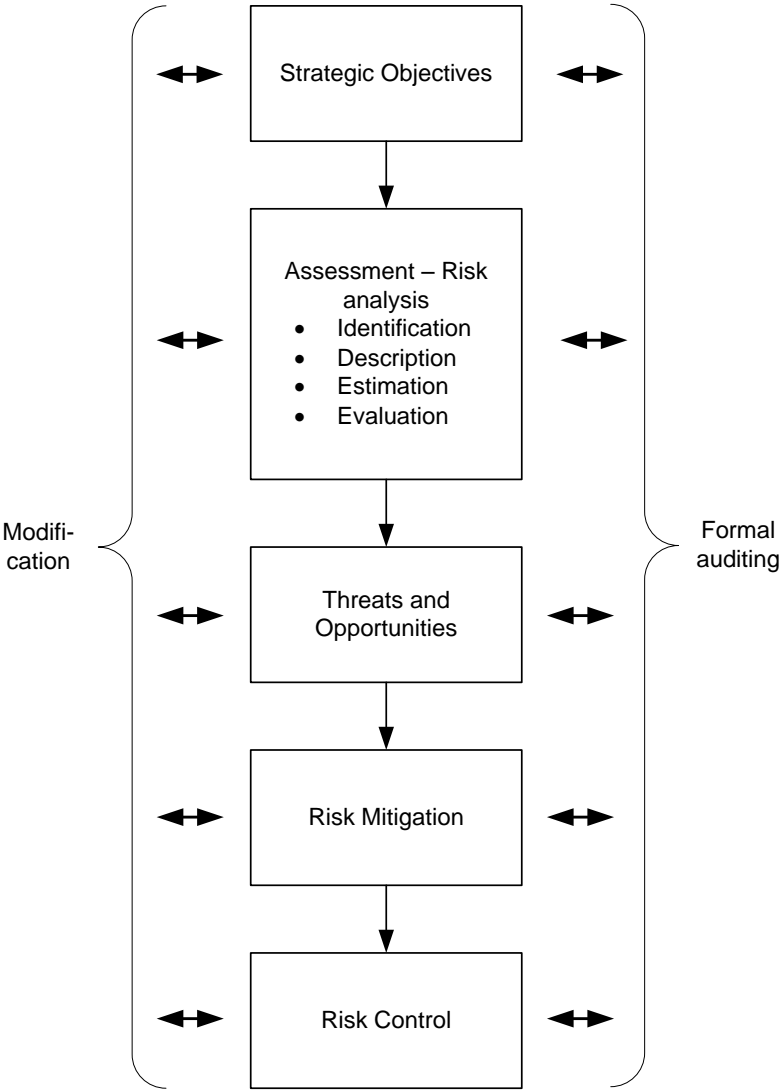 Strategic Objectives
Assessment – Risk
analysis
• Identification
• Description
• Estimation
• Evaluation
Modifi-
cation
Formal
auditing
Threats and
Opportunities
Risk Mitigation
Risk Control